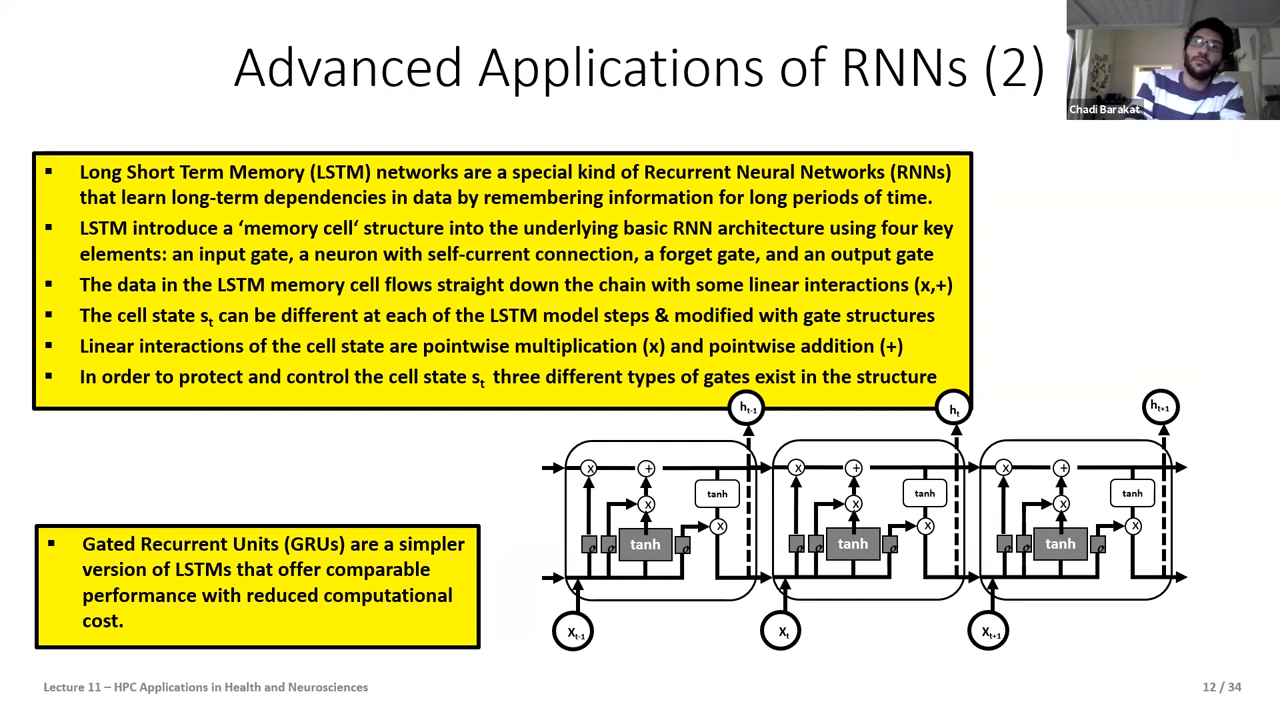 Advanced Applications of RNNs (2)
Chadi Barakat
▪ Long Short Term Memory (LSTM) networks are a special kind of Recurrent Neural Networks (RNNs)
that learn long-term dependencies in data by remembering information for long periods of time.
▪ LSTM introduce a ‘memory cell‘ structure into the underlying basic RNN architecture using four key
elements: an input gate, a neuron with self-current connection, a forget gate, and an output gate
▪ The data in the LSTM memory cell flows straight down the chain with some linear interactions (x,+)
▪ The cell state st can be different at each of the LSTM model steps & modified with gate structures
▪ Linear interactions of the cell state are pointwise multiplication (x) and pointwise addition (+)
▪ In order to protect and control the cell state st three different types of gates exist in the structure
ht-1 ht ht+1
x + x + x +
tanh tanh tanh
x x x
x x x
σ σ tanh σ σ σ tanh σ σ σ tanh σ
Xt-1 Xt Xt+1
▪ Gated Recurrent Units (GRUs) are a simpler
version of LSTMs that offer comparable
performance with reduced computational
cost.
Lecture 11 – HPC Applications in Health and Neurosciences
12 / 34